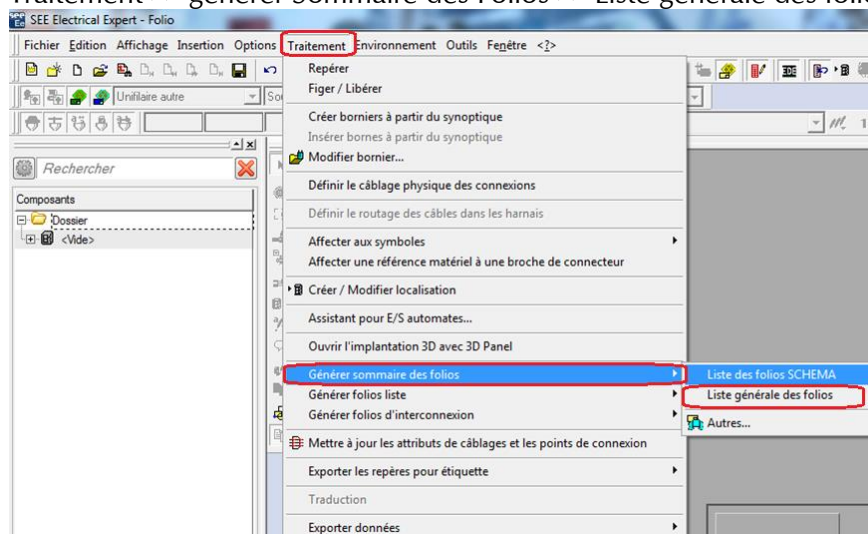 SEE Electrical Expert - Folio
Fichier Edition Affichage Insertion Options Traitement Environnement Outils Fenêtre <?>
Unifilaire autre
Rechercher
Composants
Dossier
<Vide>
Repérer
Figer / Libérer
Créer borniers à partir du synoptique
Insérer bornes à partir du synoptique
Modifier bornier...
Définir le câblage physique des connexions
Définir le routage des câbles dans les harnais
Affecter aux symboles
Affecter une référence matériel à une broche de connecteur
Créer / Modifier localisation
Assistant pour E/S automates...
Ouvrir l'implantation 3D avec 3D Panel
Générer sommaire des folios
Générer folios liste
Générer folios d'interconnexion
Mettre à jour les attributs de câblages et les points de connexion
Exporter les repères pour étiquette
Traduction
Exporter données
Liste des folios SCHEMA
Liste générale des folios
Autres...